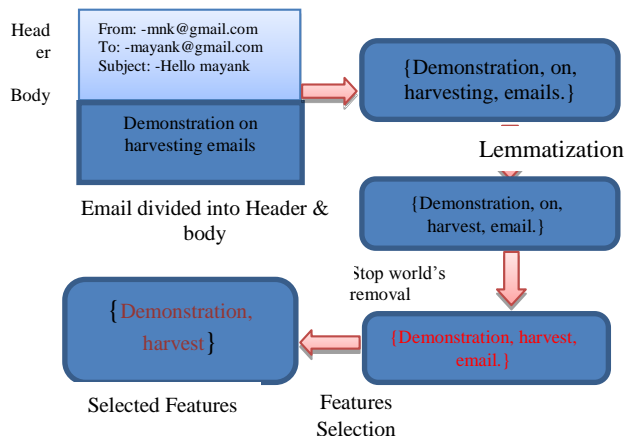 Head
er
Body
From: -mnk@gmail.com
To: -mayank@gmail.com
Subject: -Hello mayank
Demonstration on
harvesting emails
Email divided into Header &
body
{Demonstration, on,
harvesting, emails.}
Lemmatization
{Demonstration, on,
harvest, email.}
Stop world's
removal
{Demonstration, harvest,
email.}
Features
Selection
{Demonstration,
harvest}
Selected Features